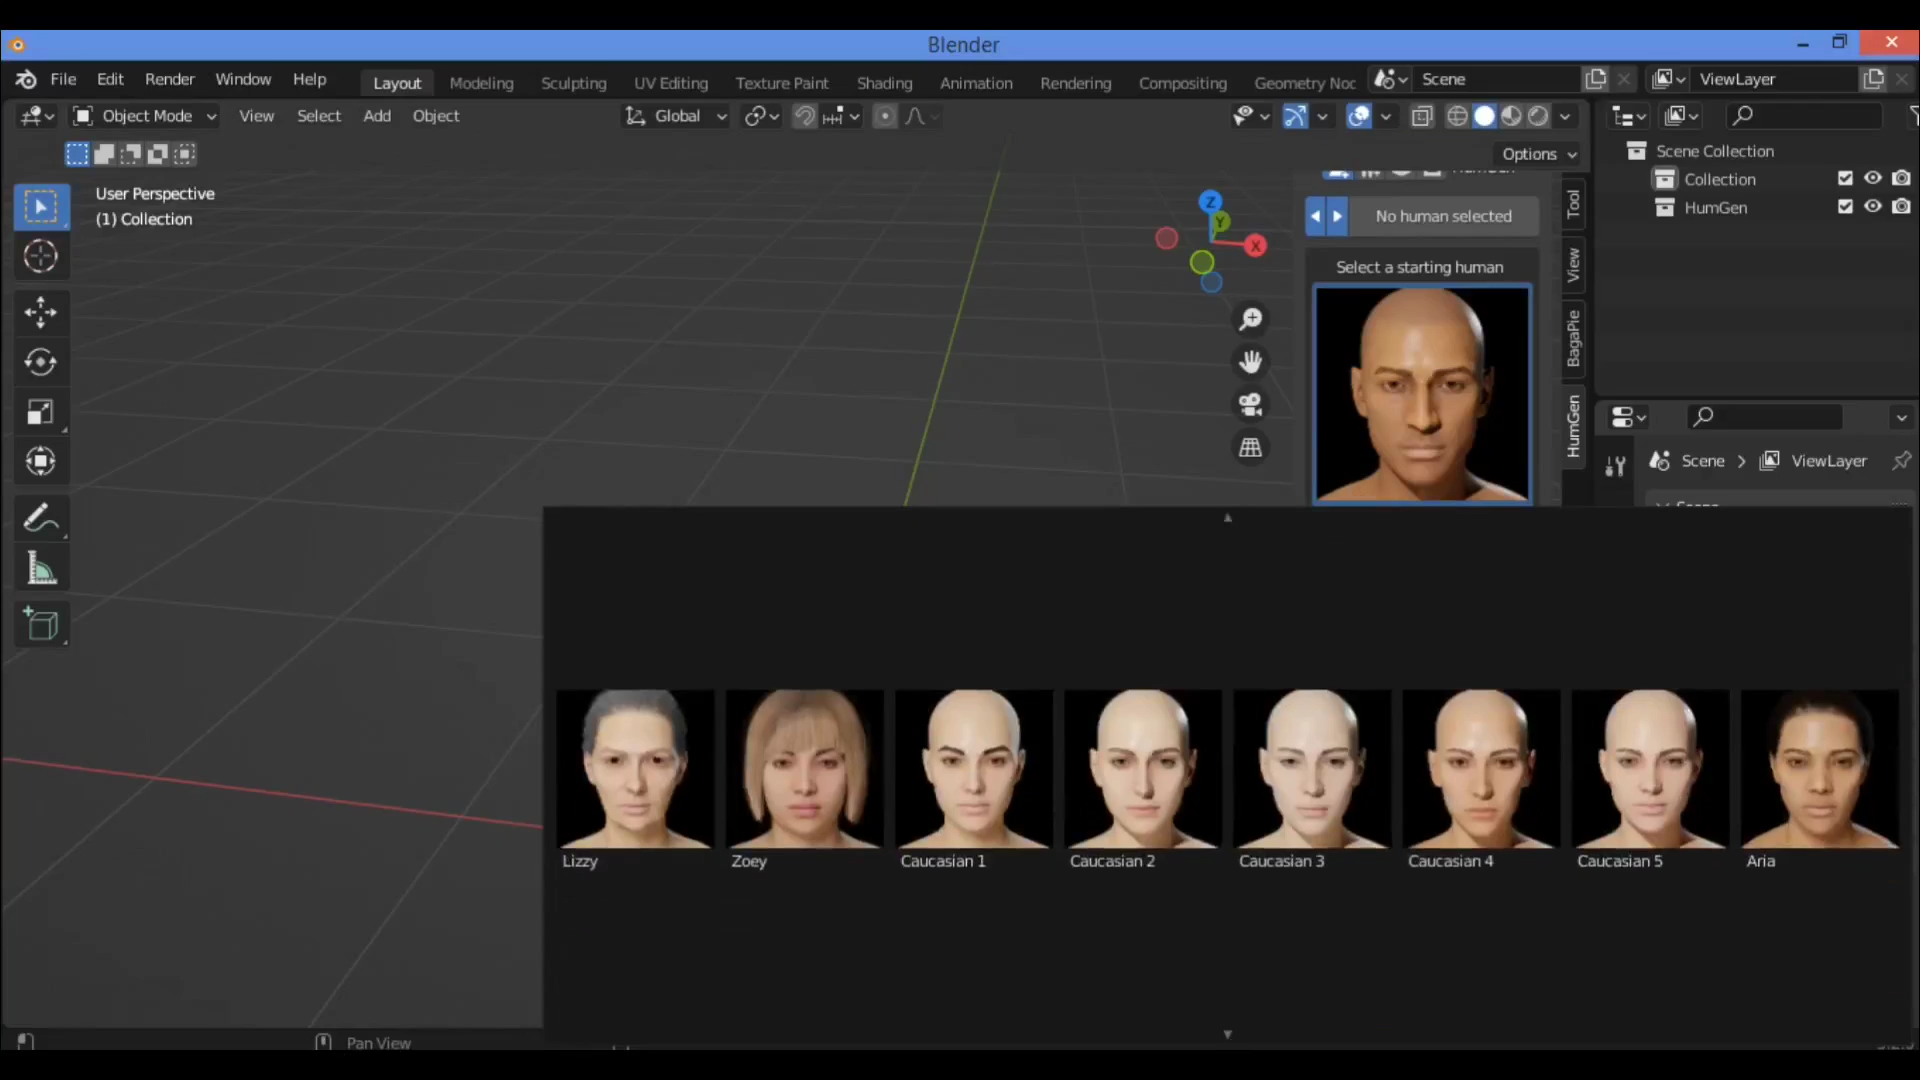 Blender
File Edit Render Window Help Layout Modeling Sculpting UV Editing Texture Paint Shading Animation Rendering Compositing Geometry Noc Scene ViewLayer
Object Mode View Select Add Object Global
Options
User Perspective
(1) Collection
Scene Collection
Collection
HumGen
No human selected
Select a starting human
Tool
View
BagaPie
HumGen
Z
Y
X
Scene > ViewLayer
Lizzy Zoey Caucasian 1 Caucasian 2 Caucasian 3 Caucasian 4 Caucasian 5 Aria
Pan View